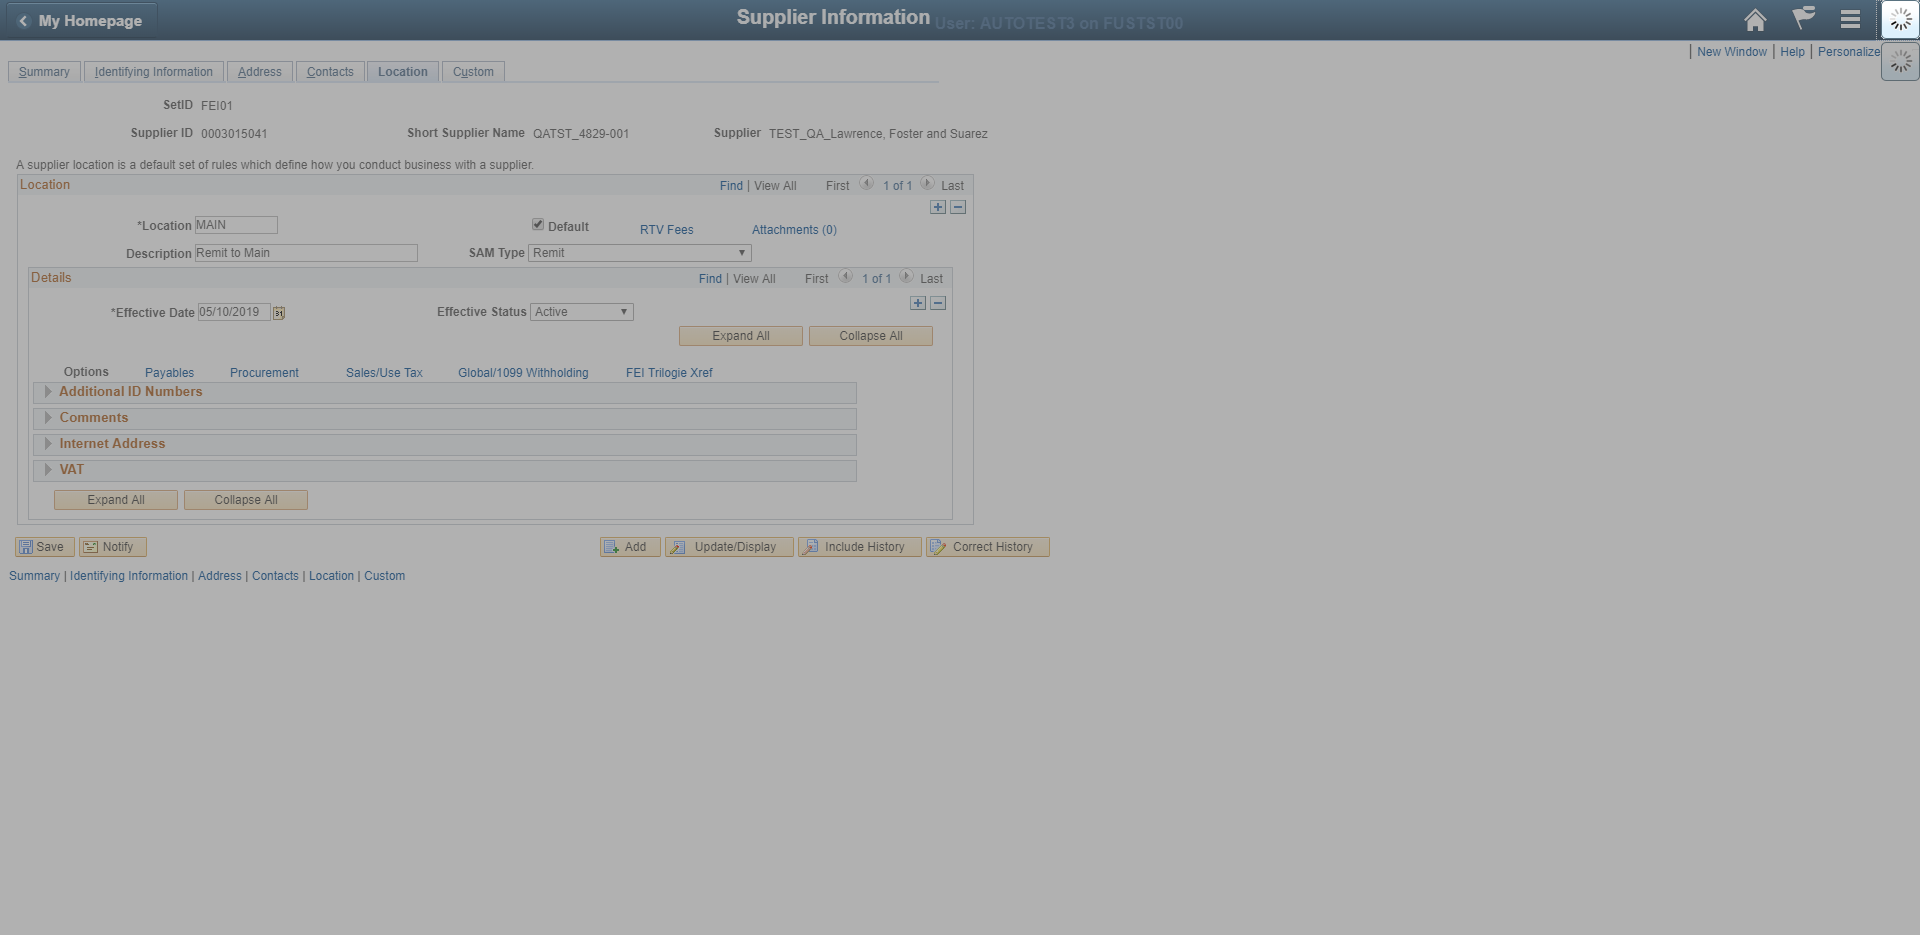 My Homepage
Supplier Information User: AUTOTEST3 on FUSTST00
New Window | Help | Personalize
Summary Identifying Information Address Contacts Location Custom
SetID FEI01
Supplier ID 0003015041 Short Supplier Name QATST_4829-001 Supplier TEST_QA_Lawrence, Foster and Suarez
A supplier location is a default set of rules which define how you conduct business with a supplier.
Location Find | View All First 1 of 1 Last
*Location MAIN Default RTV Fees Attachments (0)
Description Remit to Main SAM Type Remit
Details Find | View All First 1 of 1 Last
*Effective Date 05/10/2019 31 Effective Status Active
Expand All Collapse All
Options Payables Procurement Sales/Use Tax Global/1099 Withholding FEI Trilogie Xref
Additional ID Numbers
Comments
Internet Address
VAT
Expand All Collapse All
Save Notify Add Update/Display Include History Correct History
Summary | Identifying Information | Address | Contacts | Location | Custom